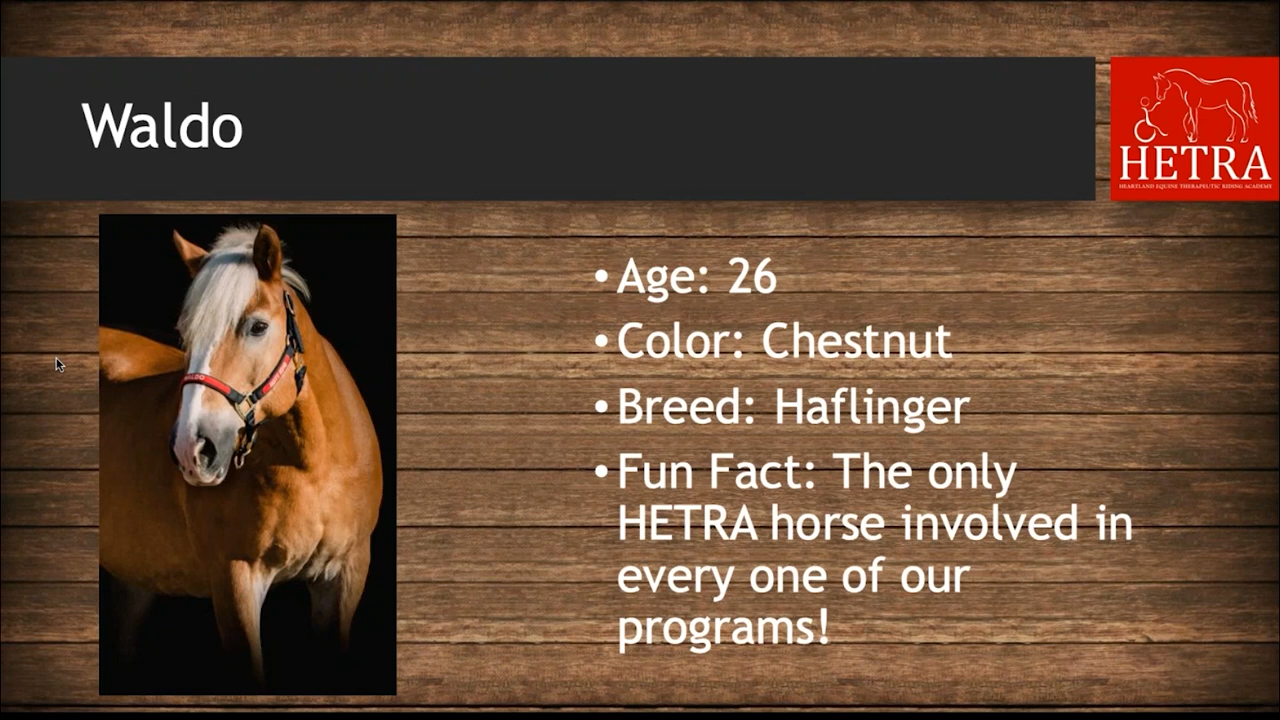 Waldo
HETRA
HEARTLAND EQUINE THERAPEUTIC RIDING ACADEMY
WALDO
• Age: 26
• Color: Chestnut
• Breed: Haflinger
• Fun Fact: The only
HETRA horse involved in
every one of our
programs!